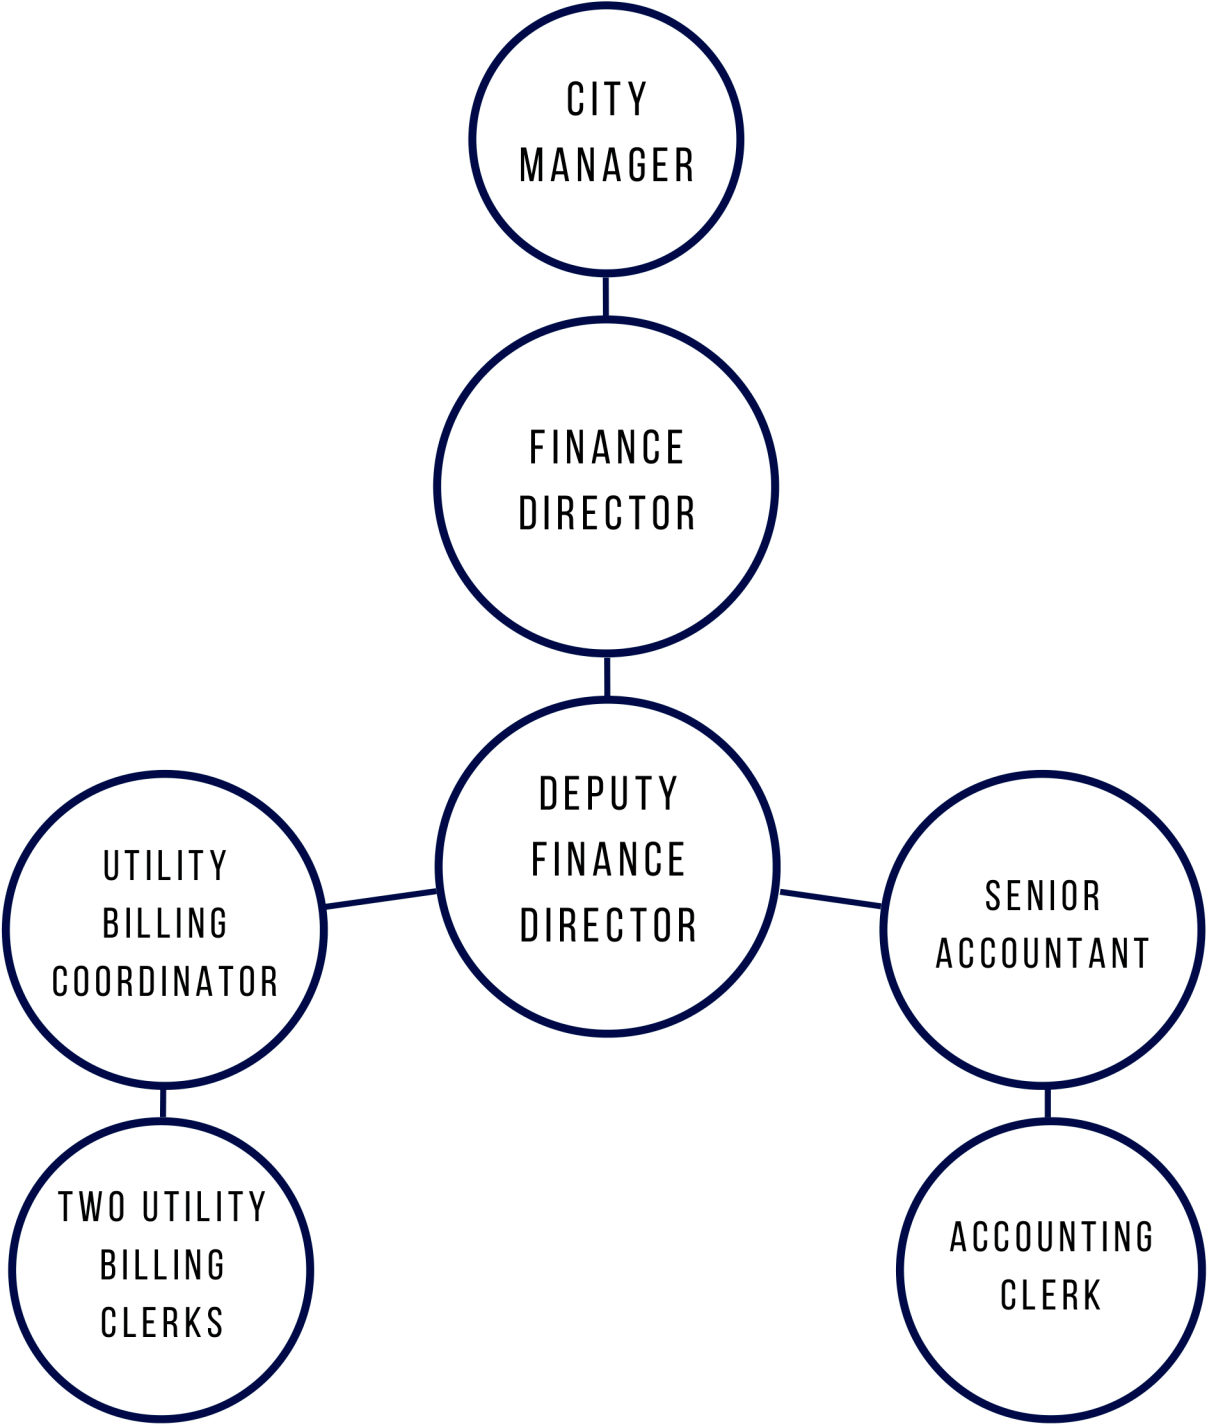 CITY
MANAGER
FINANCE
DIRECTOR
DEPUTY
FINANCE
DIRECTOR
UTILITY
BILLING
COORDINATOR
SENIOR
ACCOUNTANT
TWO UTILITY
BILLING
CLERKS
ACCOUNTING
CLERK